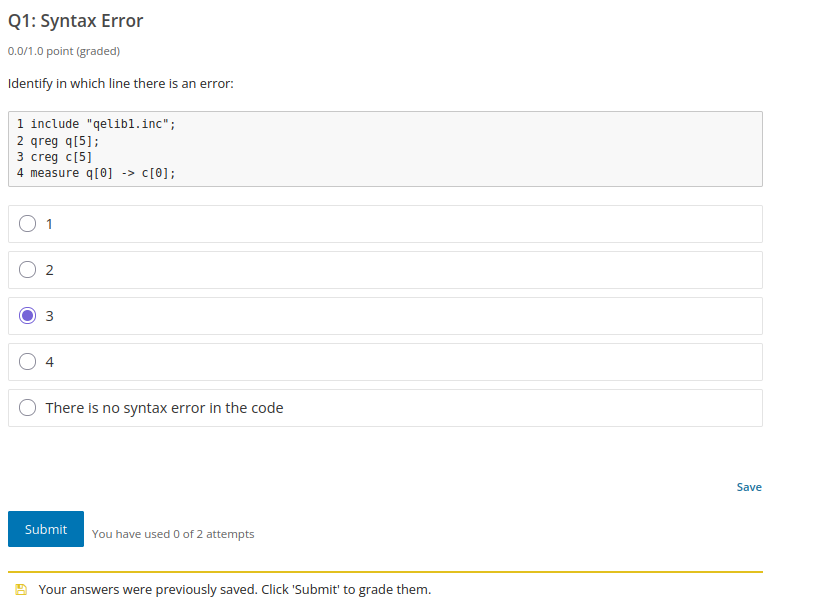 Q1: Syntax Error
0.0/1.0 point (graded)
Identify in which line there is an error:
1 include "qelib1.inc";
2 qreg q[5];
3 creg c[5]
4 measure q[0] -> c[0];
1
2
3
4
There is no syntax error in the code
Save
Submit
You have used 0 of 2 attempts
Your answers were previously saved. Click 'Submit' to grade them.